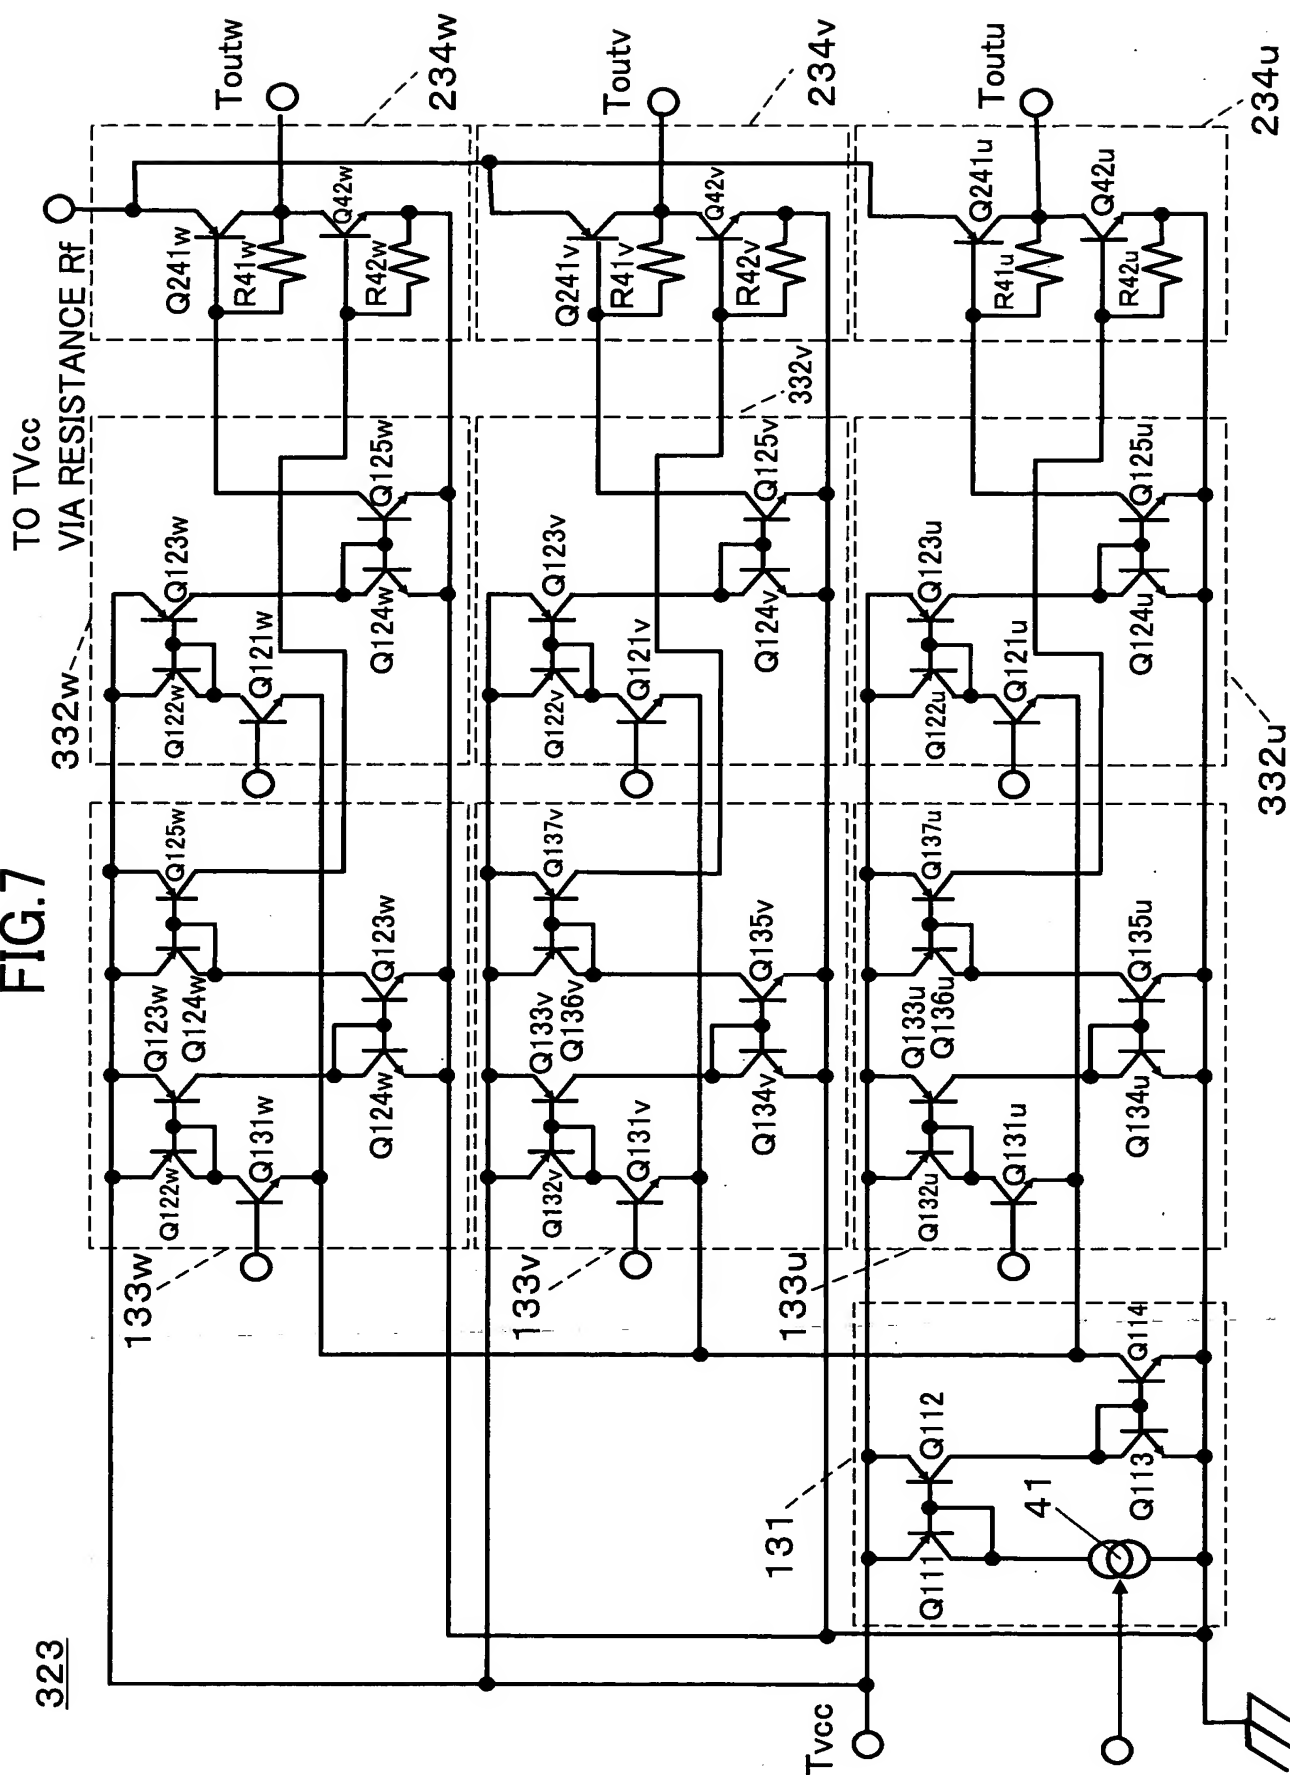 FIG.7
323
TO TVcc
VIA RESISTANCE Rf
332w
133w
Q122w
Q123w
Q124w
Q125w
Q131w
Q124w
Q123w
Q122w
Q123w
Q121w
Q124w
Q125w
Q241w
R41w
Q42w
R42w
Toutw
234w
133v
Q132v
Q133v
Q136v
Q137v
Q131v
Q134v
Q135v
Q122v
Q123v
Q121v
Q124v
Q125v
332v
Q241v
R41v
Q42v
R42v
Toutv
234v
131
133u
Q111
Q112
41
Q113
Q114
Q132u
Q133u
Q136u
Q137u
Q131u
Q134u
Q135u
Q122u
Q123u
Q121u
Q124u
Q125u
332u
Q241u
R41u
Q42u
R42u
Toutu
234u
Tvcc